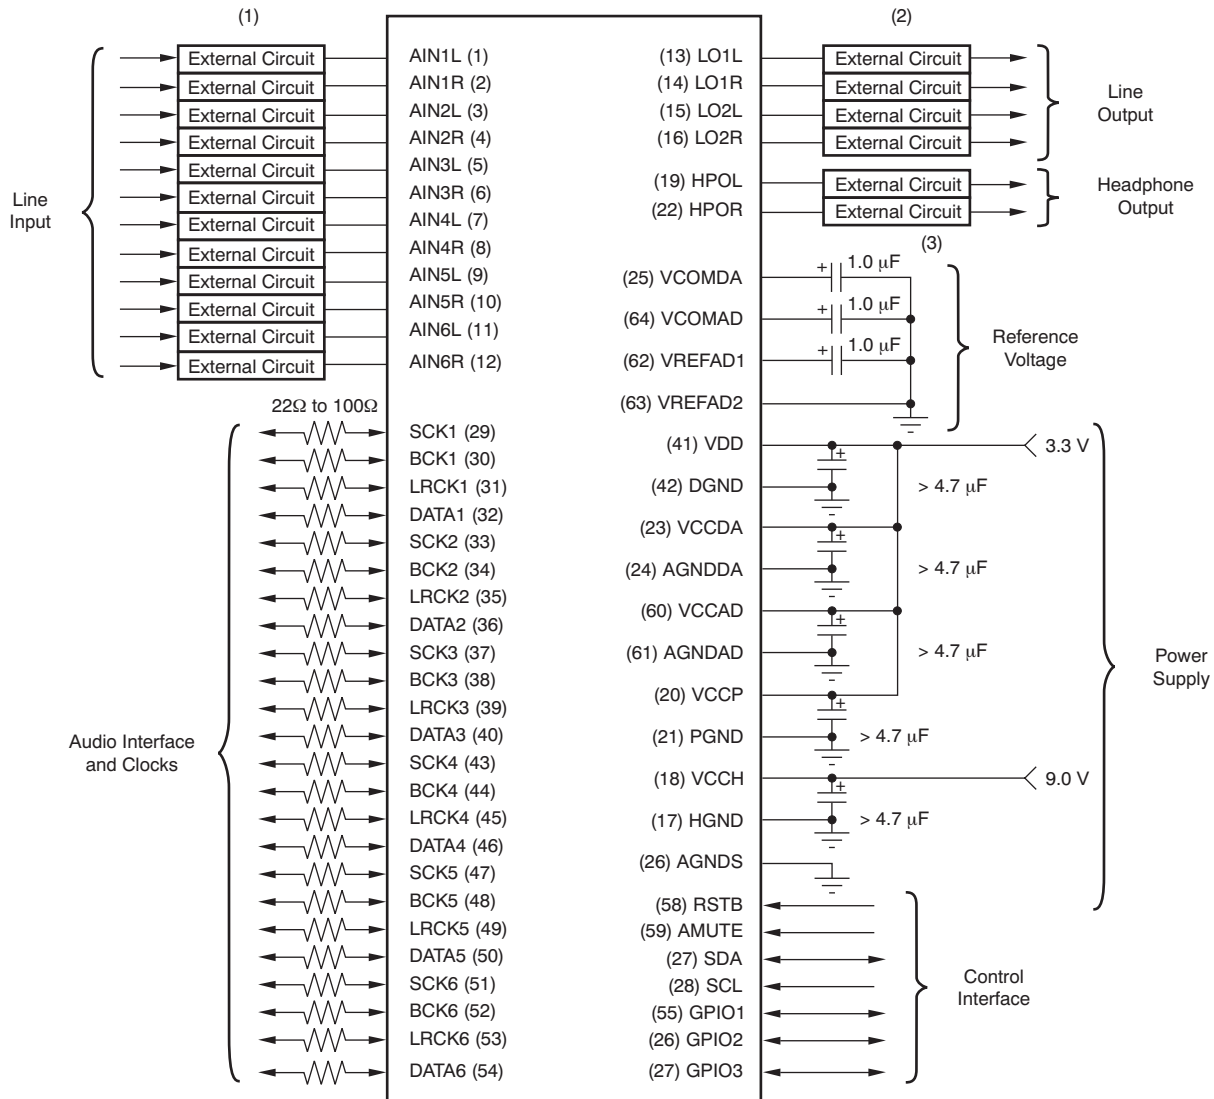 (1)
External Circuit
External Circuit
External Circuit
External Circuit
External Circuit
External Circuit
External Circuit
External Circuit
External Circuit
External Circuit
External Circuit
External Circuit
Line
Input
AIN1L (1)
AIN1R (2)
AIN2L (3)
AIN2R (4)
AIN3L (5)
AIN3R (6)
AIN4L (7)
AIN4R (8)
AIN5L (9)
AIN5R (10)
AIN6L (11)
AIN6R (12)
22Ω to 100Ω
Audio Interface
and Clocks
SCK1 (29)
BCK1 (30)
LRCK1 (31)
DATA1 (32)
SCK2 (33)
BCK2 (34)
LRCK2 (35)
DATA2 (36)
SCK3 (37)
BCK3 (38)
LRCK3 (39)
DATA3 (40)
SCK4 (43)
BCK4 (44)
LRCK4 (45)
DATA4 (46)
SCK5 (47)
BCK5 (48)
LRCK5 (49)
DATA5 (50)
SCK6 (51)
BCK6 (52)
LRCK6 (53)
DATA6 (54)
(13) LO1L
(14) LO1R
(15) LO2L
(16) LO2R
(19) HPOL
(22) HPOR
(25) VCOMDA
(64) VCOMAD
(62) VREFAD1
(63) VREFAD2
(41) VDD
(42) DGND
(23) VCCDA
(24) AGNDDA
(60) VCCAD
(61) AGNDAD
(20) VCCP
(21) PGND
(18) VCCH
(17) HGND
(26) AGNDS
(58) RSTB
(59) AMUTE
(27) SDA
(28) SCL
(55) GPIO1
(26) GPIO2
(27) GPIO3
(2)
External Circuit
External Circuit
External Circuit
External Circuit
Line
Output
External Circuit
External Circuit
Headphone
Output
(3)
+ 1.0 µF
+ 1.0 µF
+ 1.0 µF
Reference
Voltage
+
3.3 V
> 4.7 µF
+
> 4.7 µF
+
> 4.7 µF
+
> 4.7 µF
9.0 V
+
> 4.7 µF
Power
Supply
Control
Interface